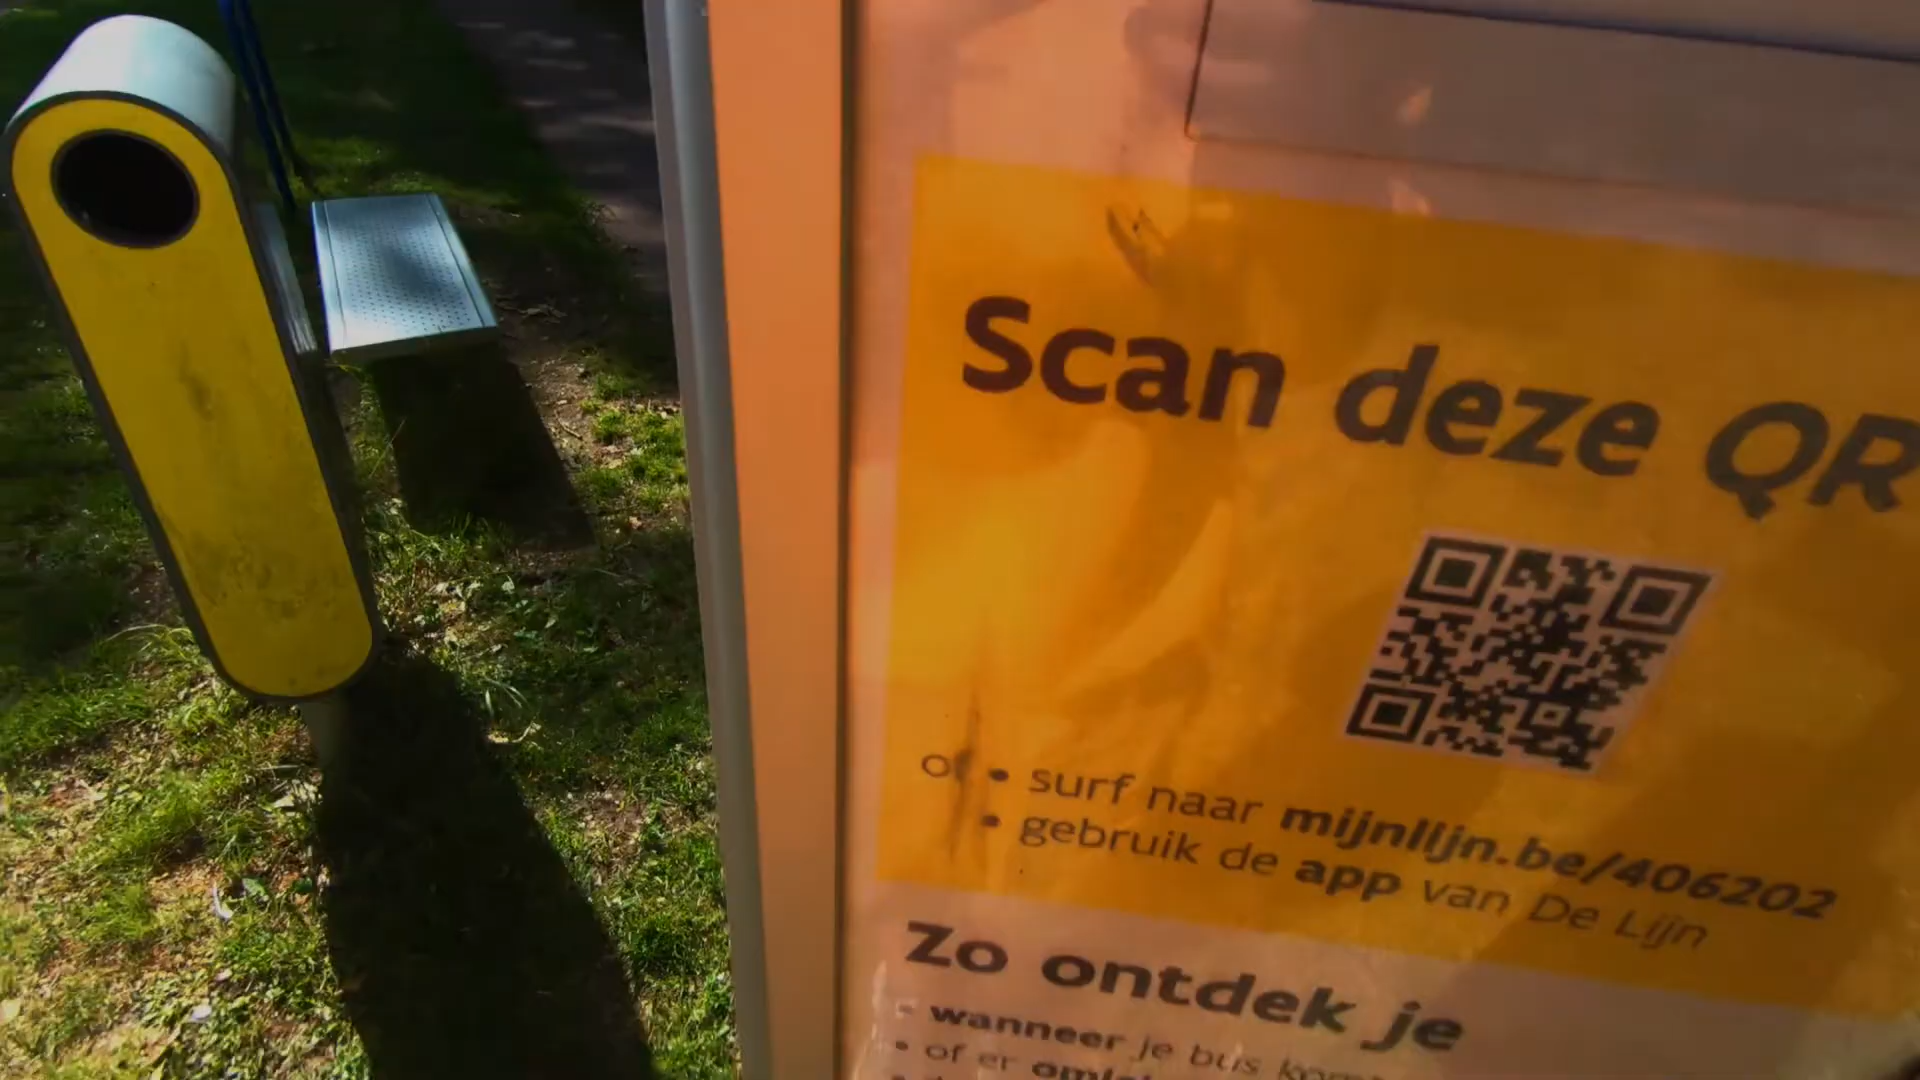 Scan deze QR
of • surf naar mijnlijn.be/406202
• gebruik de app van De Lijn
Zo ontdek je
- wanneer je bus
• of er